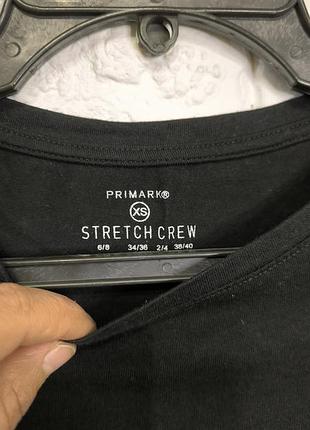 PRIMARK®
XS
STRETCH CREW
6/8 34/36 2/4 38/40